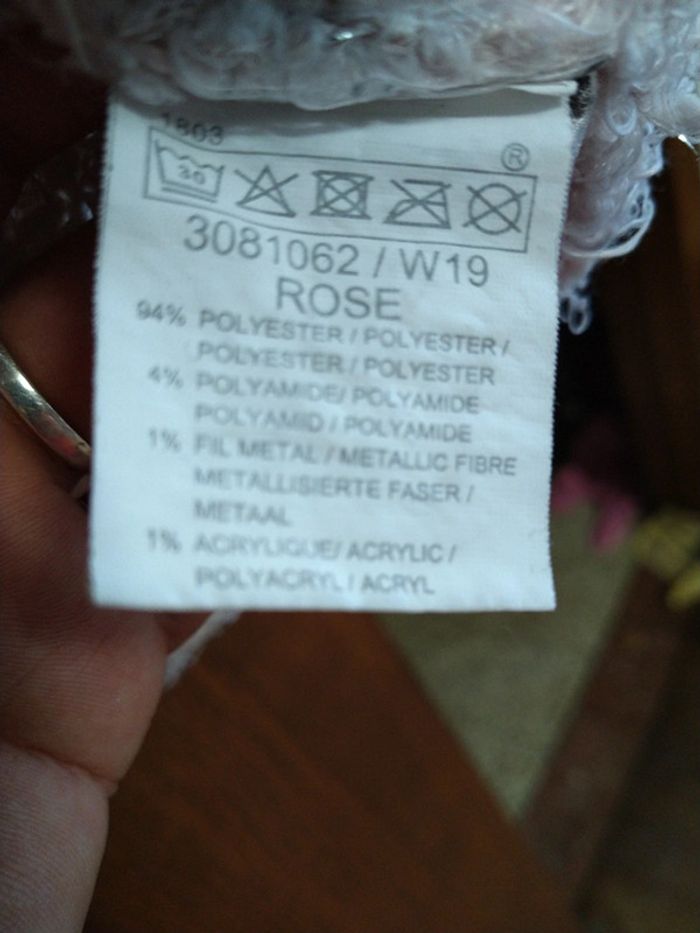 1803
®
30
3081062 / W19
ROSE
94% POLYESTER / POLYESTER /
POLYESTER / POLYESTER
4% POLYAMIDE/ POLYAMIDE
POLYAMID / POLYAMIDE
1% FIL METAL / METALLIC FIBRE
METALLISIERTE FASER /
METAAL
1% ACRYLIQUE/ ACRYLIC /
POLYACRYL / ACRYL